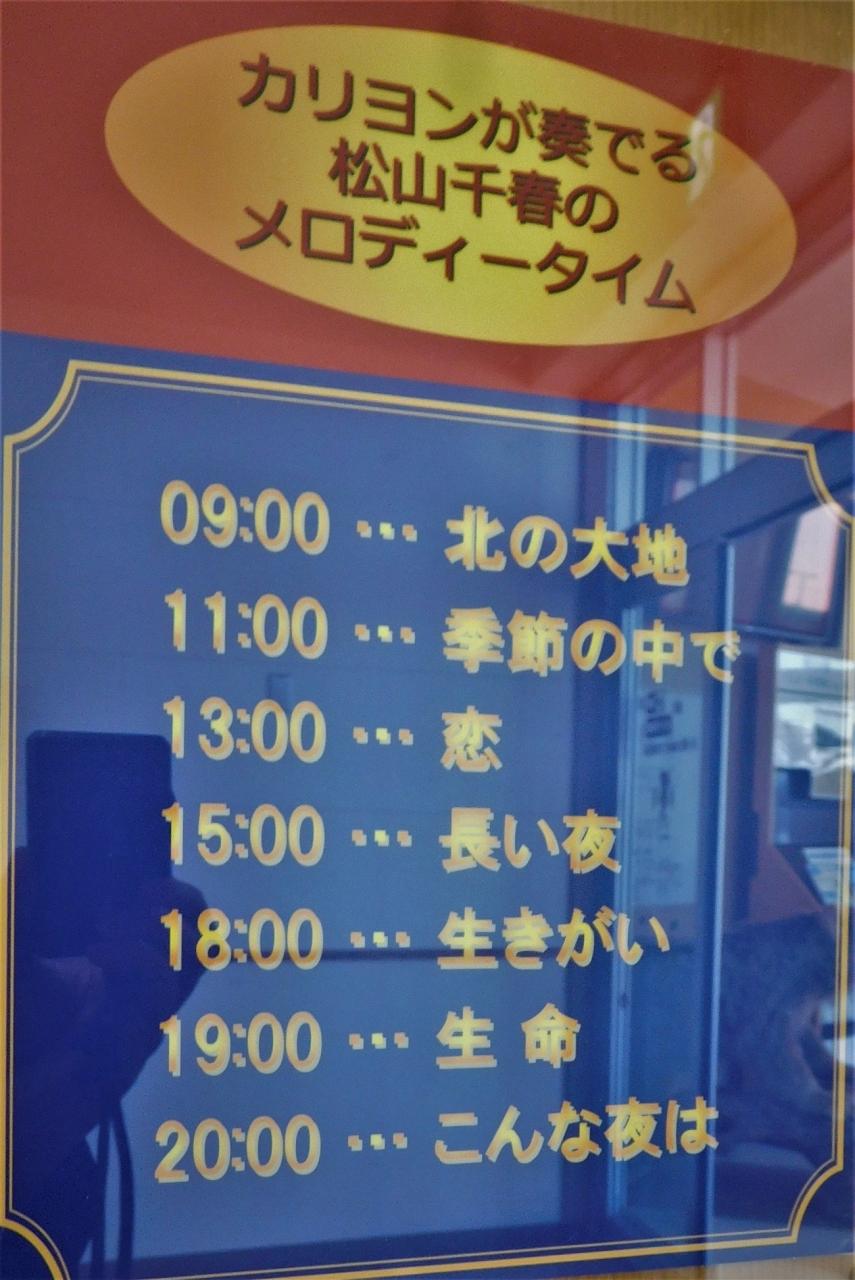 カリヨンが奏でる
松山千春の
メロディータイム
09:00 … 北の大地
11:00 … 季節の中で
13:00 … 恋
15:00 … 長い夜
18:00 … 生きがい
19:00 … 生 命
20:00 … こんな夜は